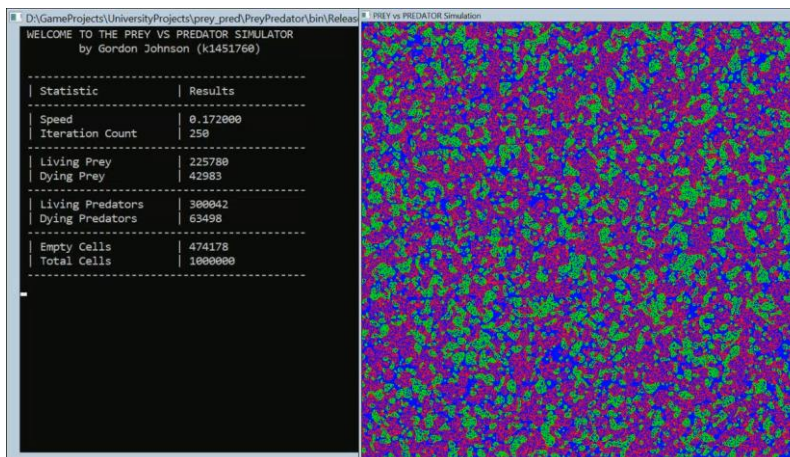 D:\GameProjects\UniversityProjects\prey_pred\PreyPredator\bin\Releas
WELCOME TO THE PREY VS PREDATOR SIMULATOR
by Gordon Johnson (k1451760)
| Statistic | Results
| Speed | 0.172000
| Iteration Count | 250
| Living Prey | 225780
| Dying Prey | 42983
| Living Predators | 300042
| Dying Predators | 63498
| Empty Cells | 474178
| Total Cells | 1000000
PREY vs PREDATOR Simulation